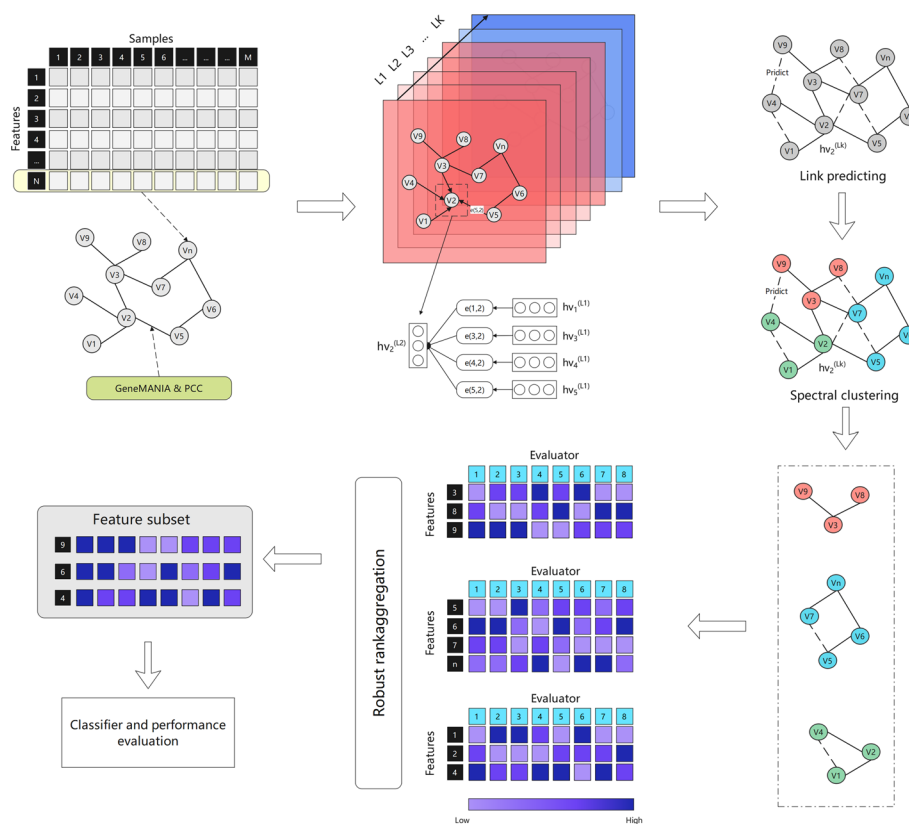 Samples
1 2 3 4 5 6 ... ... ... M
Features
1
2
3
4
...
N
V9
V8
Vn
V3
V7
V4
V2
V6
V1
V5
GeneMANIA & PCC
L1 L2 L3 ... LK
V9
V8
Vn
V3
V7
V4
V2
V6
e(5,2)
V1
V5
hv2(L2)
e(1,2) hv1(L1)
e(3,2) hv3(L1)
e(4,2) hv4(L1)
e(5,2) hv5(L1)
V9
V8
Vn
Pridict
V3
V7
V4
V2
V1
hv2(Lk)
V5
Link predicting
V9
V8
Vn
Pridict
V3
V7
V4
V2
V1
hv2(Lk)
V5
Spectral clustering
V9
V8
V3
Vn
V7
V6
V5
V4
V2
V1
Evaluator
1 2 3 4 5 6 7 8
Features
3
8
9
Evaluator
1 2 3 4 5 6 7 8
Features
5
6
7
n
Evaluator
1 2 3 4 5 6 7 8
Features
1
2
4
Low High
Robust rankaggregation
Feature subset
9
6
4
Classifier and performance
evaluation